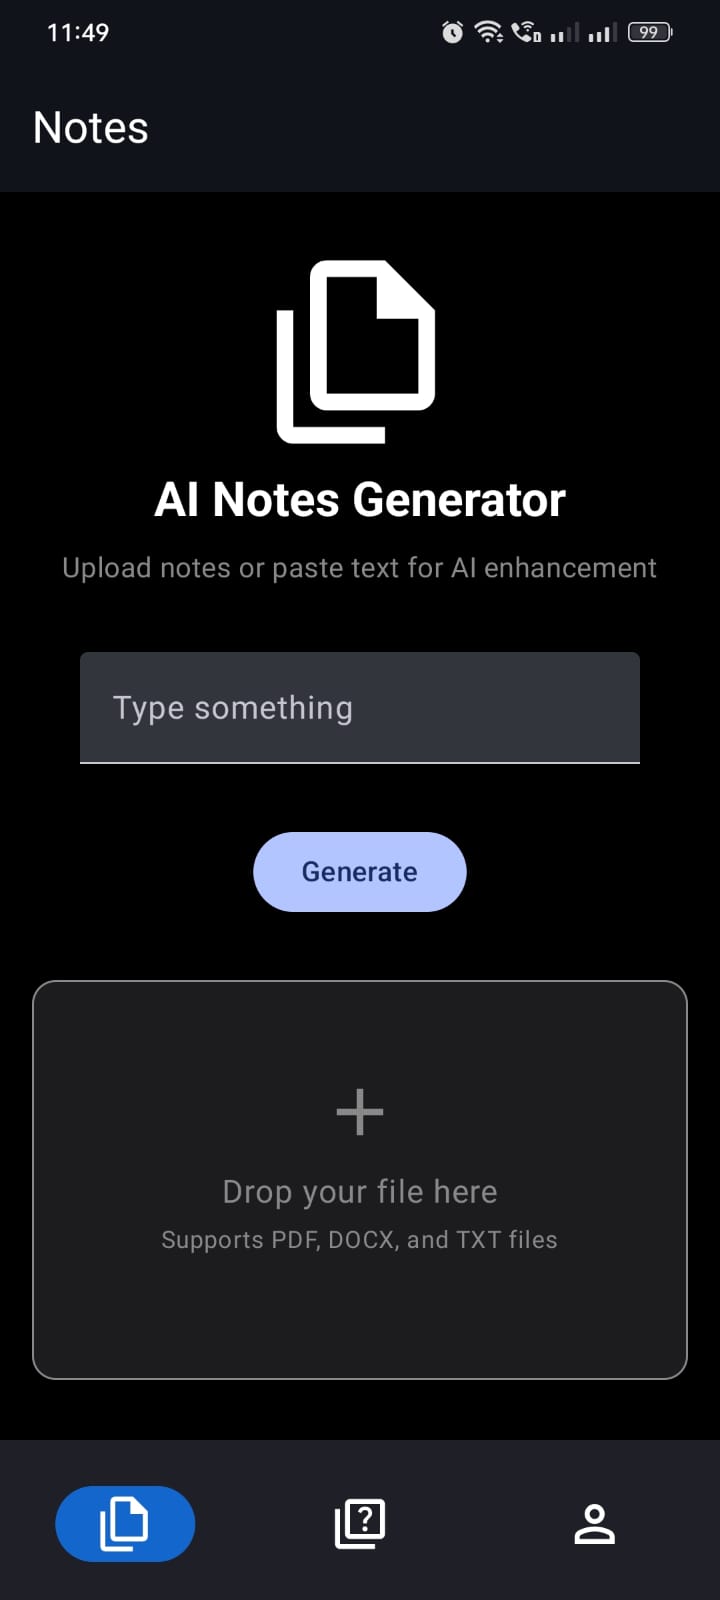 11:49
99
Notes
AI Notes Generator
Upload notes or paste text for AI enhancement
Type something
Generate
Drop your file here
Supports PDF, DOCX, and TXT files
?